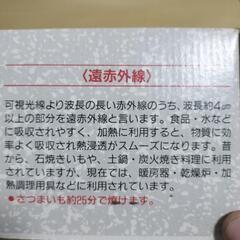 〈遠赤外線〉
可視光線より波長の長い赤外線のうち、波長約4μ
以上の部分を遠赤外線と言います。食品・水など
に吸収されやすく、加熱に利用すると、物質に効率
よく吸収され熱浸透がスムーズになります。昔
から、石焼きいもや、土鍋・炭火焼き料理に利用され
ていますが、現在では、暖房器・乾燥炉・加
熱調理用具などに利用されています。
●さつまいも約25分で焼けます。